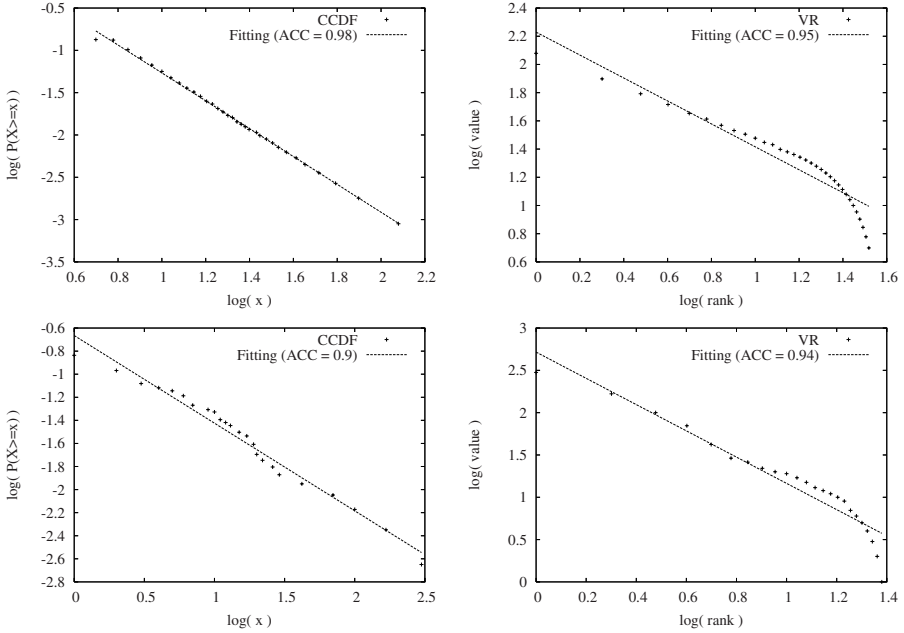 CCDF
Fitting (ACC = 0.98)
log( P(X>=x) )
-0.5
-1
-1.5
-2
-2.5
-3
-3.5
0.6 0.8 1 1.2 1.4 1.6 1.8 2 2.2
log( x )
VR
Fitting (ACC = 0.95)
log( value )
2.4
2.2
2
1.8
1.6
1.4
1.2
1
0.8
0.6
0 0.2 0.4 0.6 0.8 1 1.2 1.4 1.6
log( rank )
CCDF
Fitting (ACC = 0.9)
log( P(X>=x) )
-0.6
-0.8
-1
-1.2
-1.4
-1.6
-1.8
-2
-2.2
-2.4
-2.6
-2.8
0 0.5 1 1.5 2 2.5
log( x )
VR
Fitting (ACC = 0.94)
log( value )
3
2.5
2
1.5
1
0.5
0
0 0.2 0.4 0.6 0.8 1 1.2 1.4
log( rank )